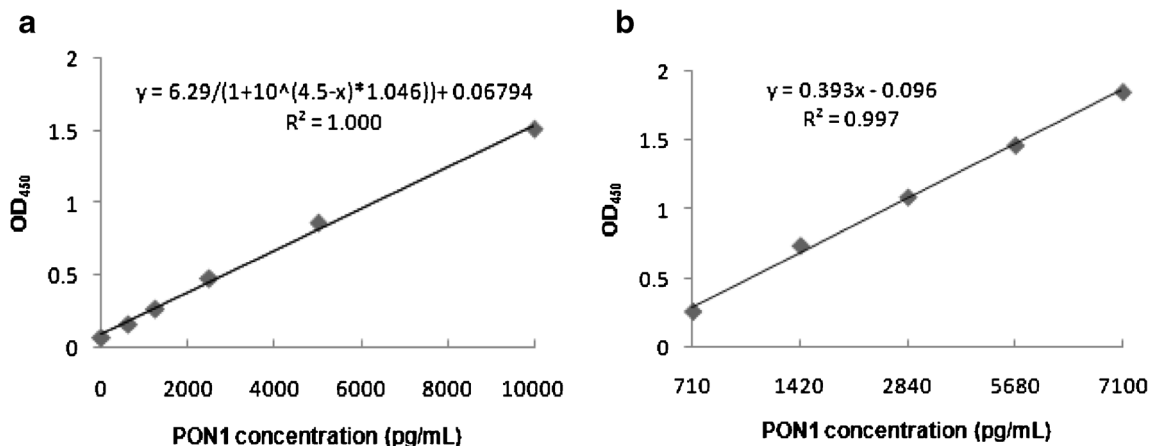 a
2
1.5
1
0.5
0
OD450
y = 6.29/(1+10^(4.5-x)*1.046))+ 0.06794
R² = 1.000
0 2000 4000 6000 8000 10000
PON1 concentration (pg/mL)
b
2
1.5
1
0.5
0
OD450
y = 0.393x - 0.096
R² = 0.997
710 1420 2840 5680 7100
PON1 concentration (pg/mL)